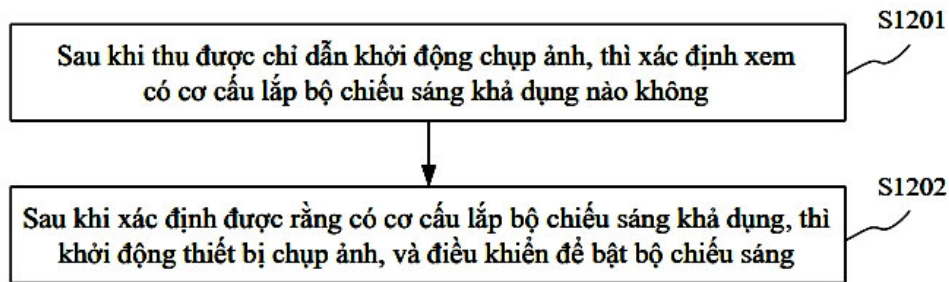 S1201
Sau khi thu được chỉ dẫn khởi động chụp ảnh, thì xác định xem
có cơ cấu lắp bộ chiếu sáng khả dụng nào không
S1202
Sau khi xác định được rằng có cơ cấu lắp bộ chiếu sáng khả dụng, thì
khởi động thiết bị chụp ảnh, và điều khiển để bật bộ chiếu sáng